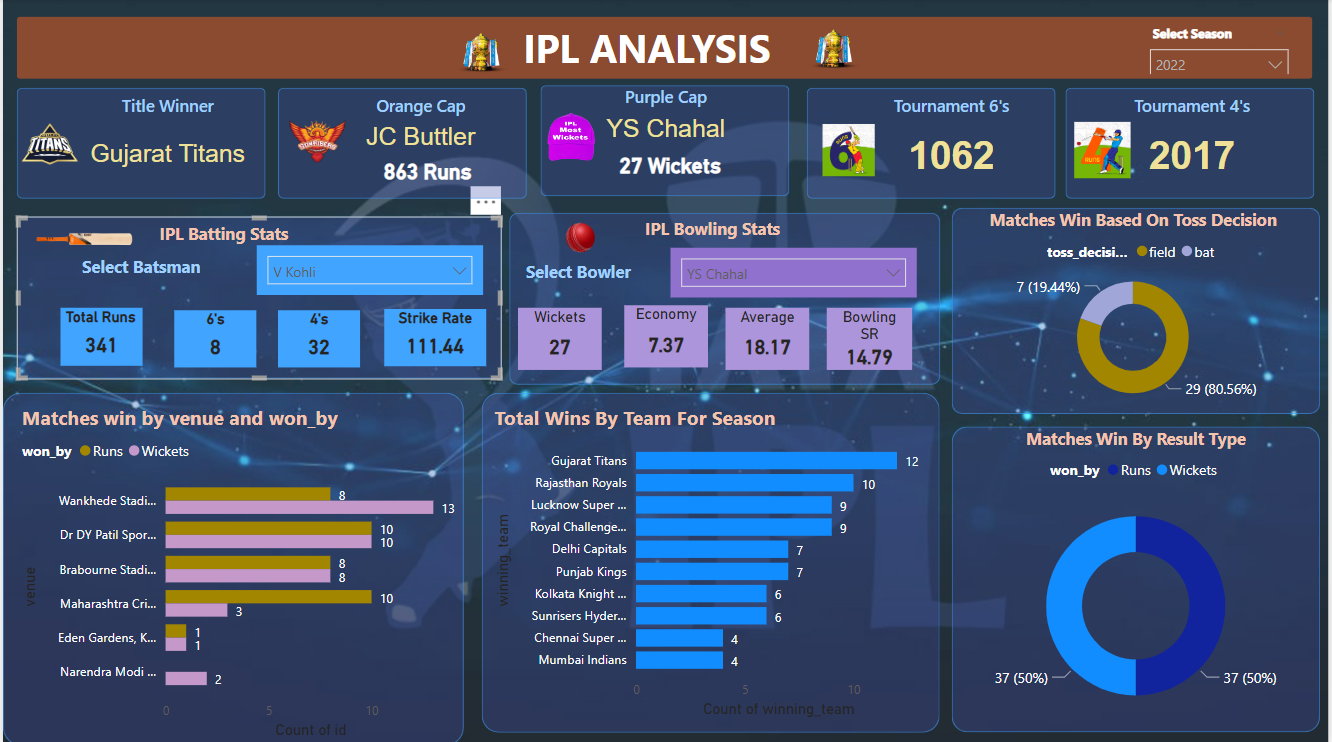 IPL ANALYSIS
Select Season
2022
Title Winner
TITANS
Gujarat Titans
Orange Cap
SUNRISERS
JC Buttler
863 Runs
Purple Cap
IPL
Most
Wickets
YS Chahal
27 Wickets
Tournament 6's
6
1062
Tournament 4's
4
RUNS
2017
...
IPL Batting Stats
Select Batsman
V Kohli
Total Runs
341
6's
8
4's
32
Strike Rate
111.44
IPL Bowling Stats
Select Bowler
YS Chahal
Wickets
27
Economy
7.37
Average
18.17
Bowling
SR
14.79
Matches Win Based On Toss Decision
toss_decisi... field bat
7 (19.44%)
29 (80.56%)
Matches win by venue and won_by
won_by Runs Wickets
venue
Wankhede Stadi... 8 13
Dr DY Patil Spor... 10 10
Brabourne Stadi... 8 8
Maharashtra Cri... 10 3
Eden Gardens, K... 1 1
Narendra Modi ... 2
0 5 10
Count of id
Total Wins By Team For Season
winning_team
Gujarat Titans 12
Rajasthan Royals 10
Lucknow Super ... 9
Royal Challenge... 9
Delhi Capitals 7
Punjab Kings 7
Kolkata Knight ... 6
Sunrisers Hyder... 6
Chennai Super ... 4
Mumbai Indians 4
0 5 10
Count of winning_team
Matches Win By Result Type
won_by Runs Wickets
37 (50%)
37 (50%)
IPL